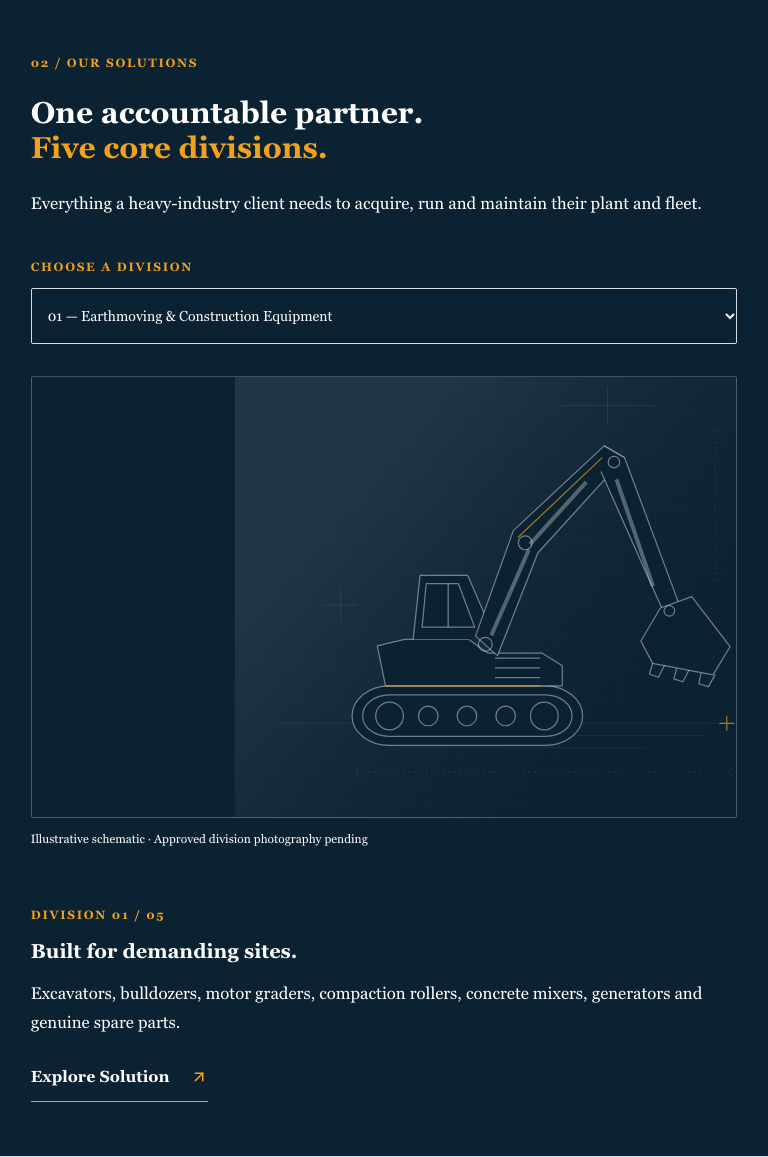 02 / OUR SOLUTIONS
One accountable partner.
Five core divisions.
Everything a heavy-industry client needs to acquire, run and maintain their plant and fleet.
CHOOSE A DIVISION
01 — Earthmoving & Construction Equipment
Illustrative schematic · Approved division photography pending
DIVISION 01 / 05
Built for demanding sites.
Excavators, bulldozers, motor graders, compaction rollers, concrete mixers, generators and
genuine spare parts.
Explore Solution